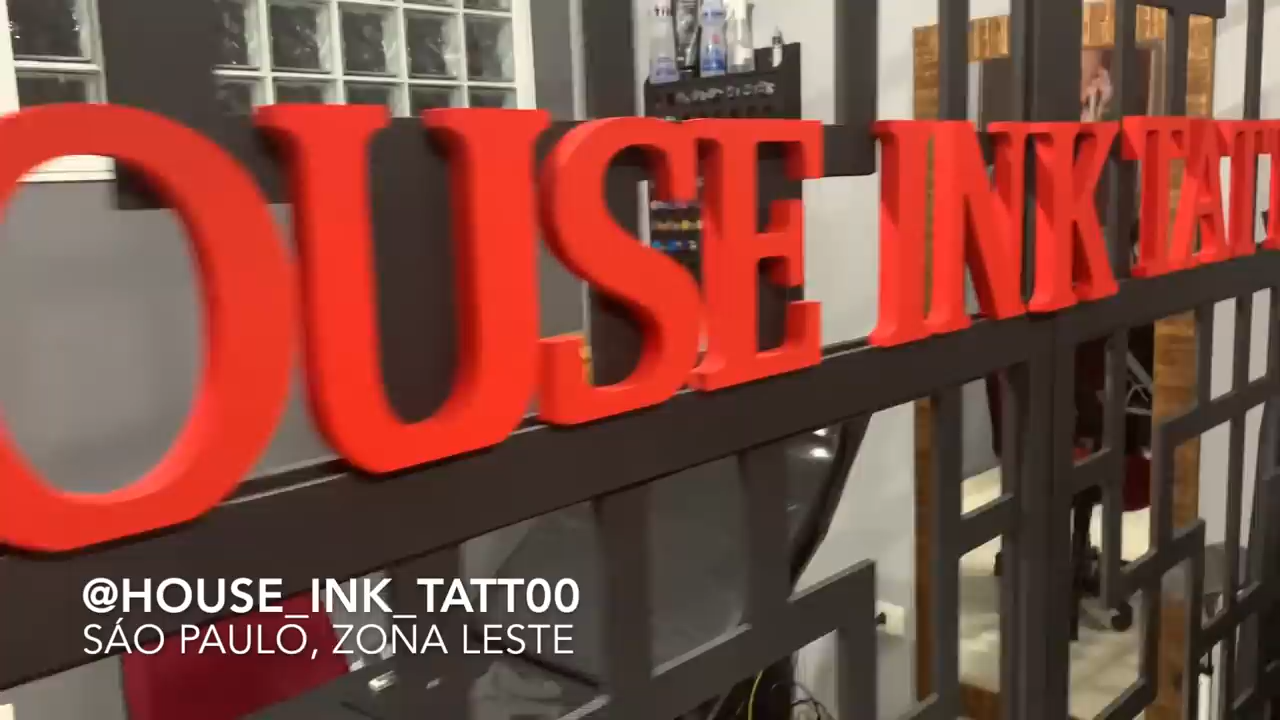 OUSE INK TATT
@HOUSE_INK_TATT00
SÁO PAULO, ZONA LESTE